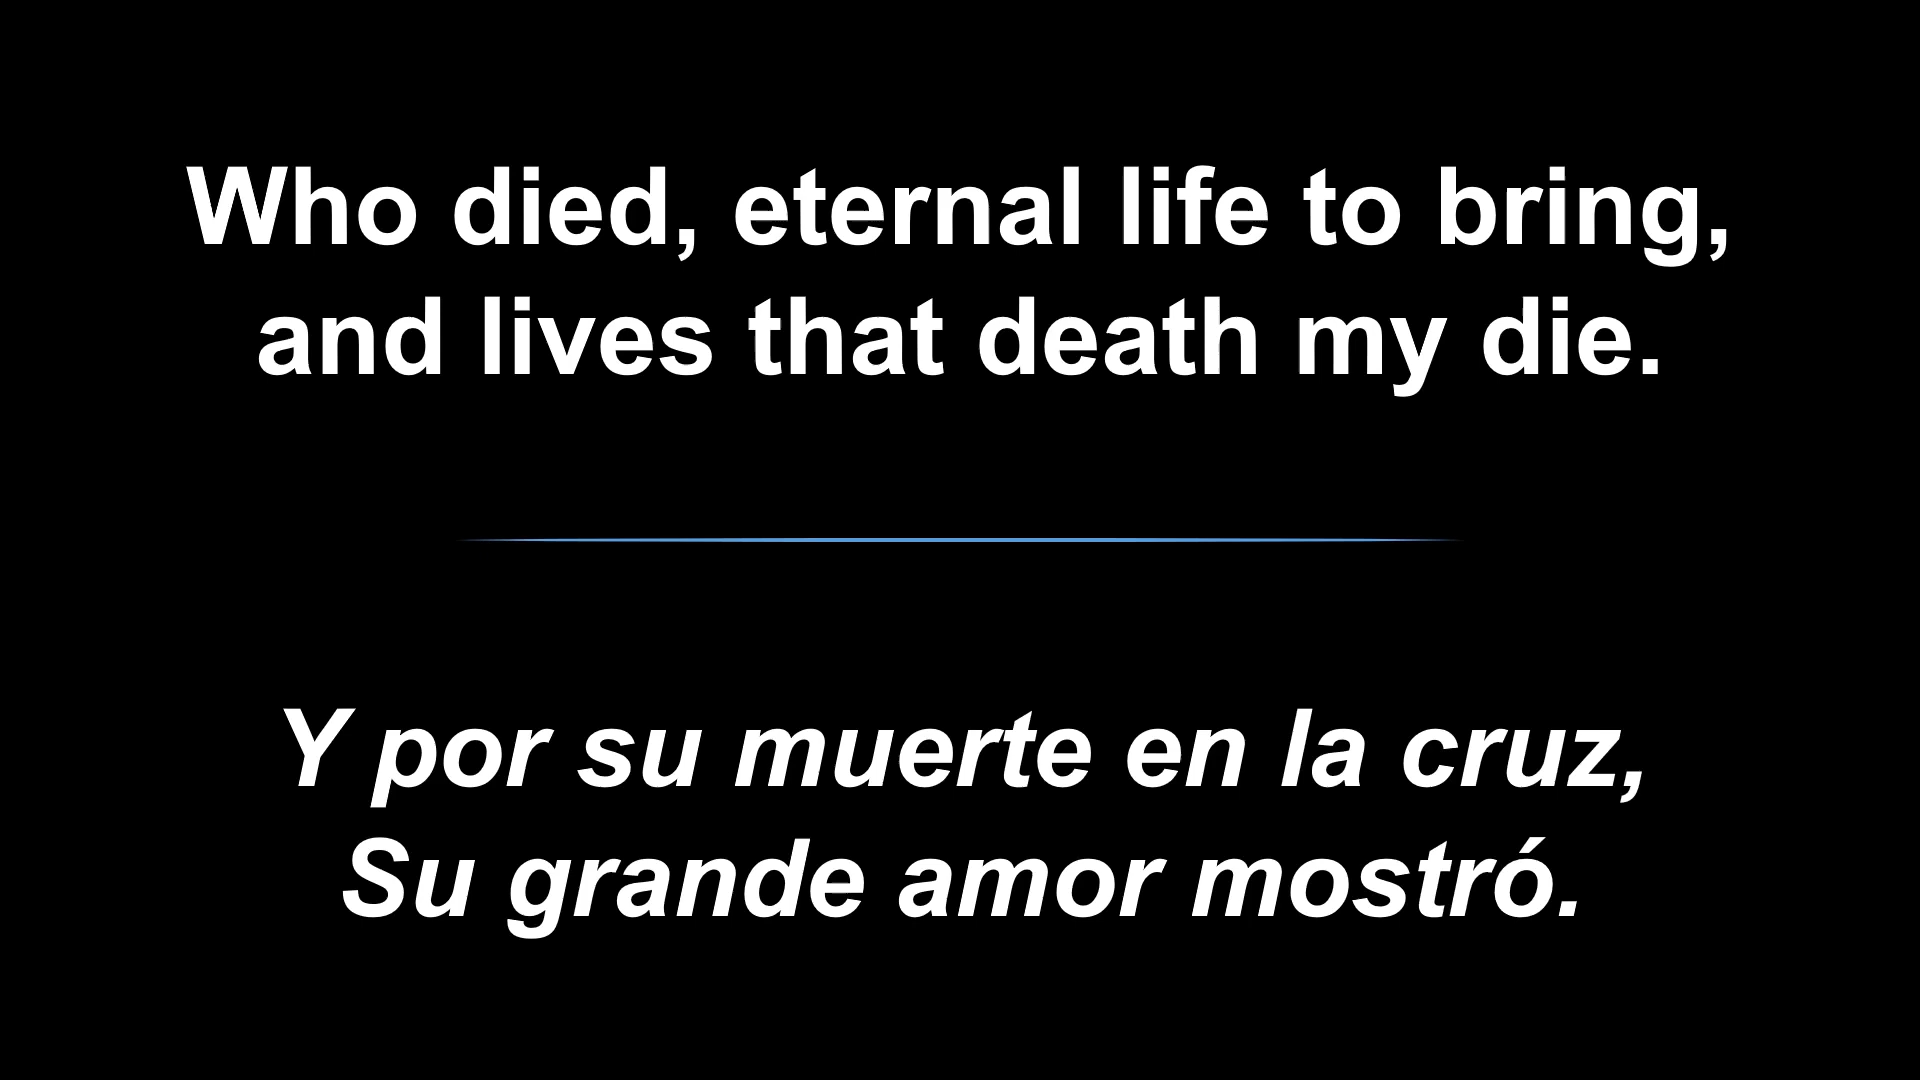 Who died, eternal life to bring,
and lives that death my die.
Y por su muerte en la cruz,
Su grande amor mostró.